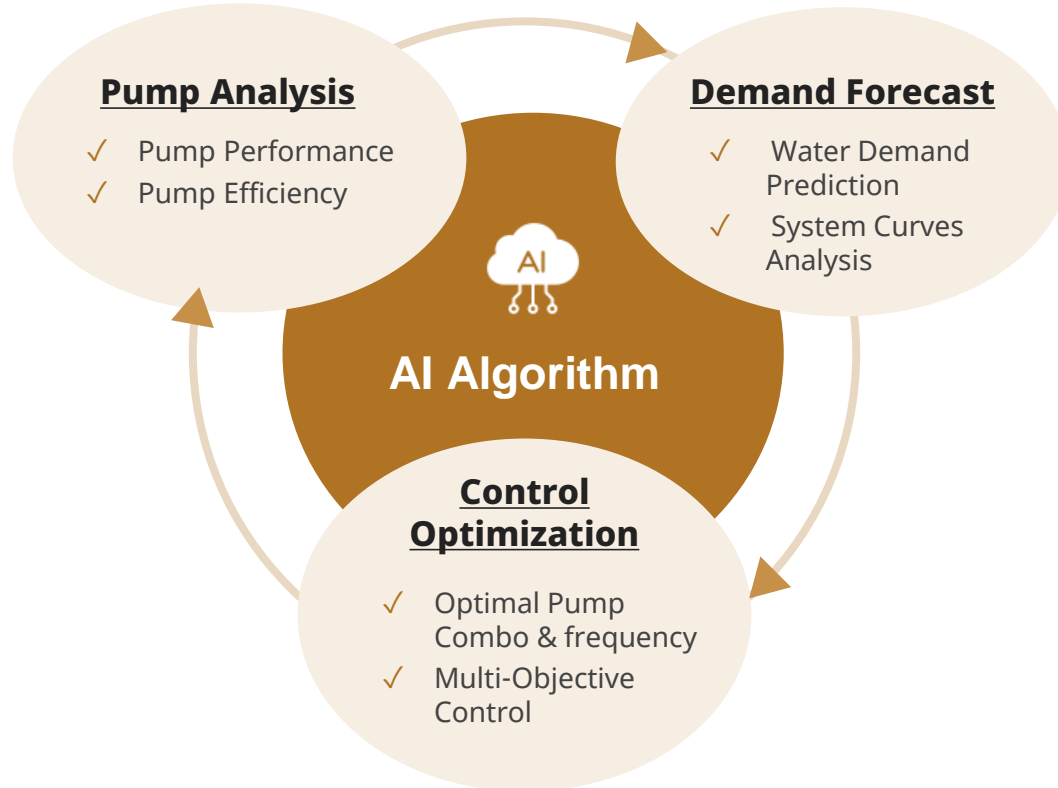 Pump Analysis
✓ Pump Performance
✓ Pump Efficiency
Demand Forecast
✓ Water Demand
Prediction
✓ System Curves
Analysis
AI
AI Algorithm
Control
Optimization
✓ Optimal Pump
Combo & frequency
✓ Multi-Objective
Control